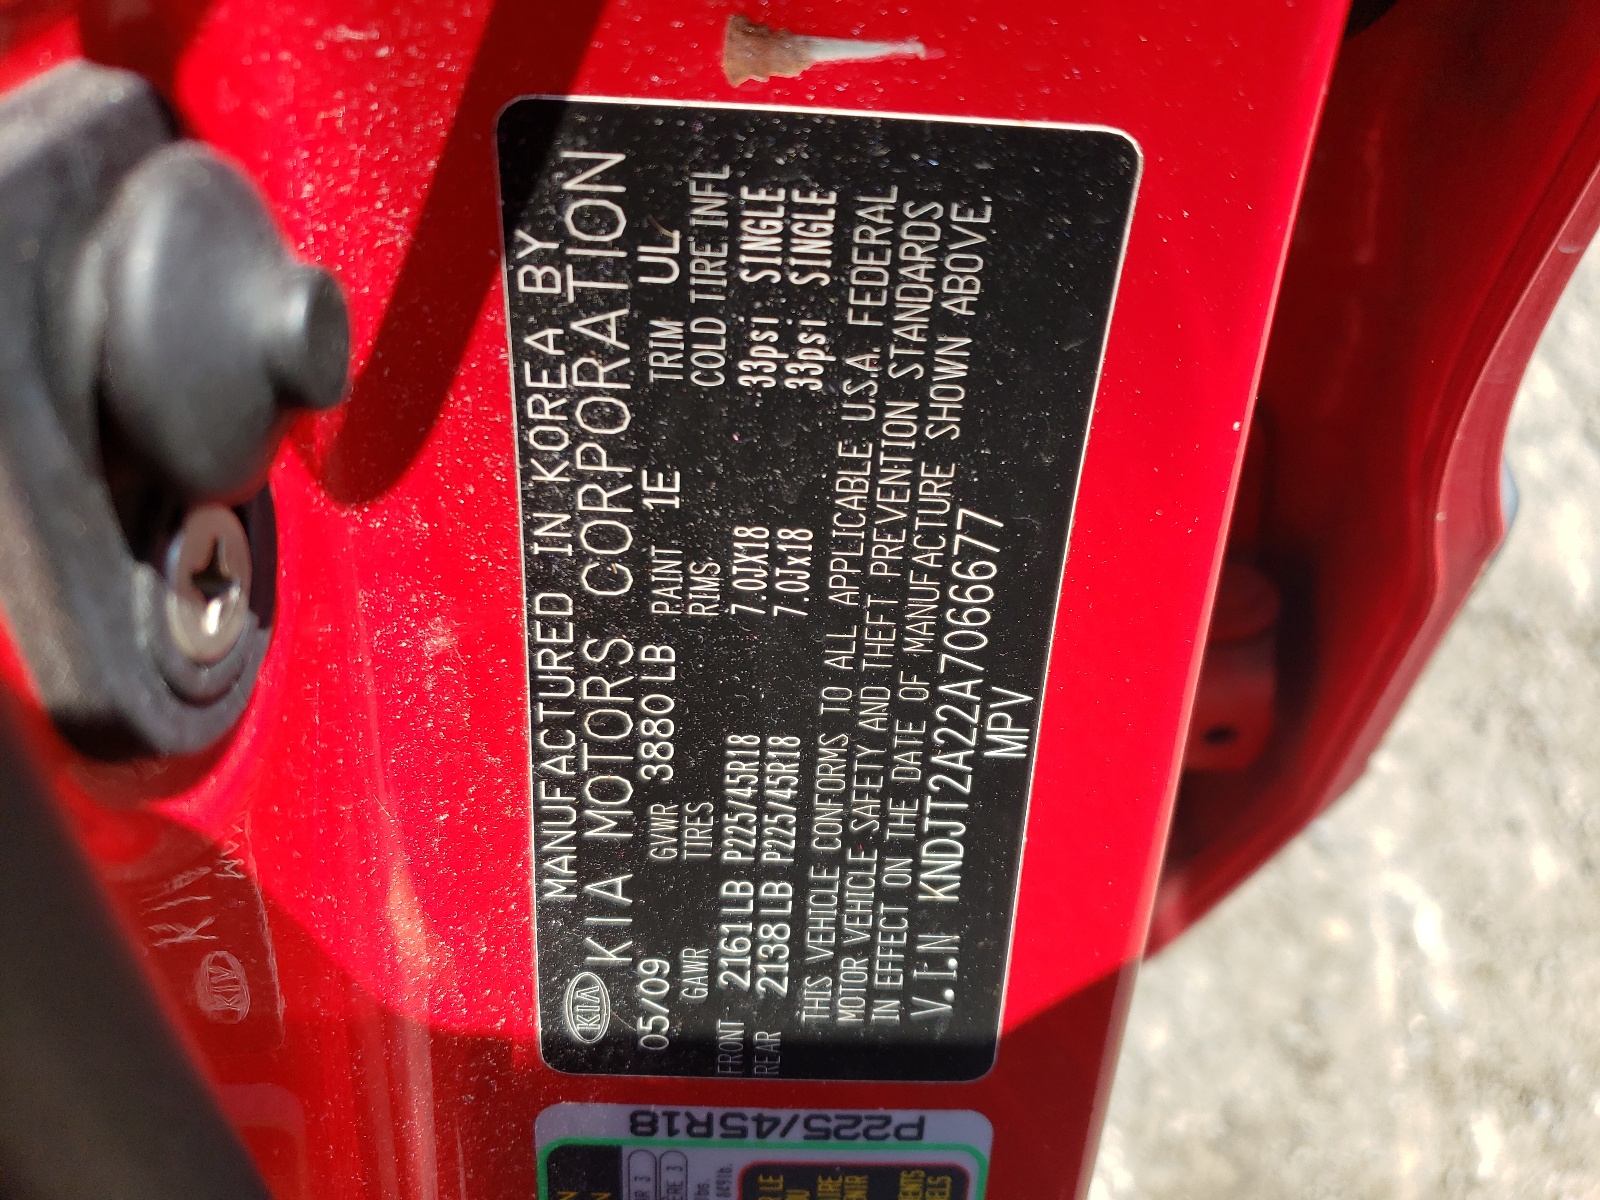 MANUFACTURED IN KOREA BY
KIA KIA MOTORS CORPORATION
05/09 GVWR 3880LB PAINT 1E TRIM UL
GAWR TIRES RIMS COLD TIRE INFL
FRONT 2161LB P225/45R18 7.0JX18 33psi SINGLE
REAR 2138LB P225/45R18 7.0Jx18 33psi SINGLE
THIS VEHICLE CONFORMS TO ALL APPLICABLE U.S.A. FEDERAL
MOTOR VEHICLE SAFETY AND THEFT PREVENTION STANDARDS
IN EFFECT ON THE DATE OF MANUFACTURE SHOWN ABOVE.
V.I.N KNDJT2A22A7066677
MPV
P225/45R18